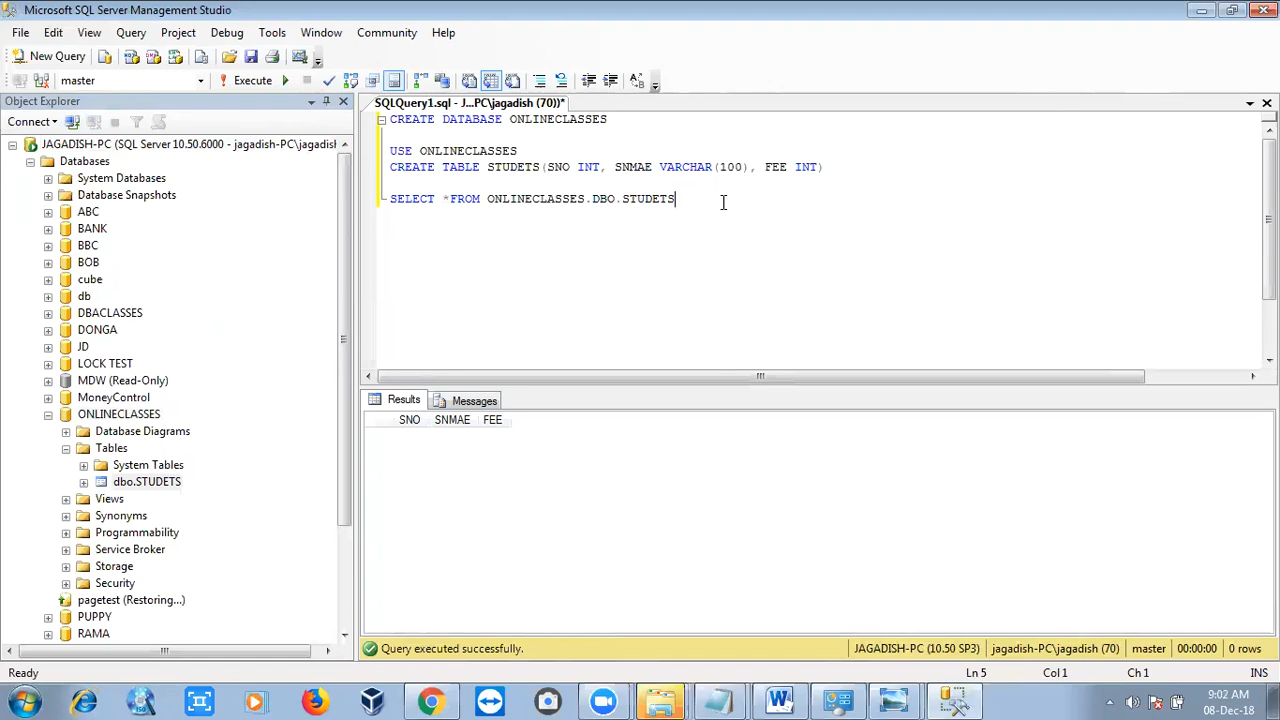 Microsoft SQL Server Management Studio
File Edit View Query Project Debug Tools Window Community Help
New Query
master Execute
Object Explorer
SQLQuery1.sql - J...PC\jagadish (70))*
Connect
JAGADISH-PC (SQL Server 10.50.6000 - jagadish-PC\jagadish
Databases
System Databases
Database Snapshots
ABC
BANK
BBC
BOB
cube
db
DBACLASSES
DONGA
JD
LOCK TEST
MDW (Read-Only)
MoneyControl
ONLINECLASSES
Database Diagrams
Tables
System Tables
dbo.STUDETS
Views
Synonyms
Programmability
Service Broker
Storage
Security
pagetest (Restoring...)
PUPPY
RAMA
CREATE DATABASE ONLINECLASSES
USE ONLINECLASSES
CREATE TABLE STUDETS(SNO INT, SNMAE VARCHAR(100), FEE INT)
SELECT *FROM ONLINECLASSES.DBO.STUDETS
Results Messages
SNO SNMAE FEE
Query executed successfully. JAGADISH-PC (10.50 SP3) jagadish-PC\jagadish (70) master 00:00:00 0 rows
Ready Ln 5 Col 1 Ch 1 INS
9:02 AM
08-Dec-18